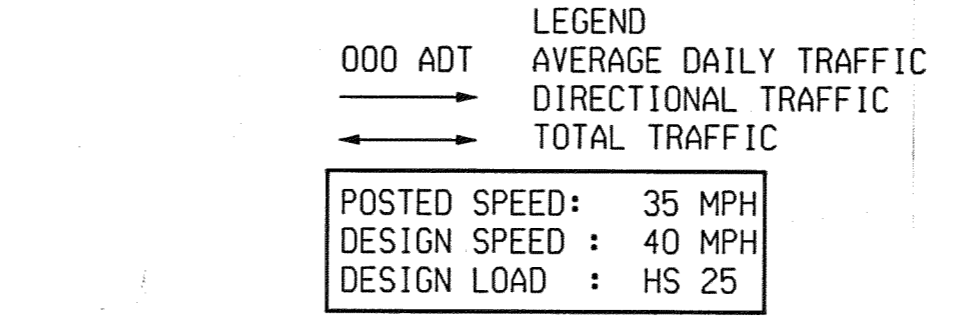 LEGEND
000 ADT AVERAGE DAILY TRAFFIC
DIRECTIONAL TRAFFIC
TOTAL TRAFFIC
POSTED SPEED: 35 MPH
DESIGN SPEED : 40 MPH
DESIGN LOAD : HS 25